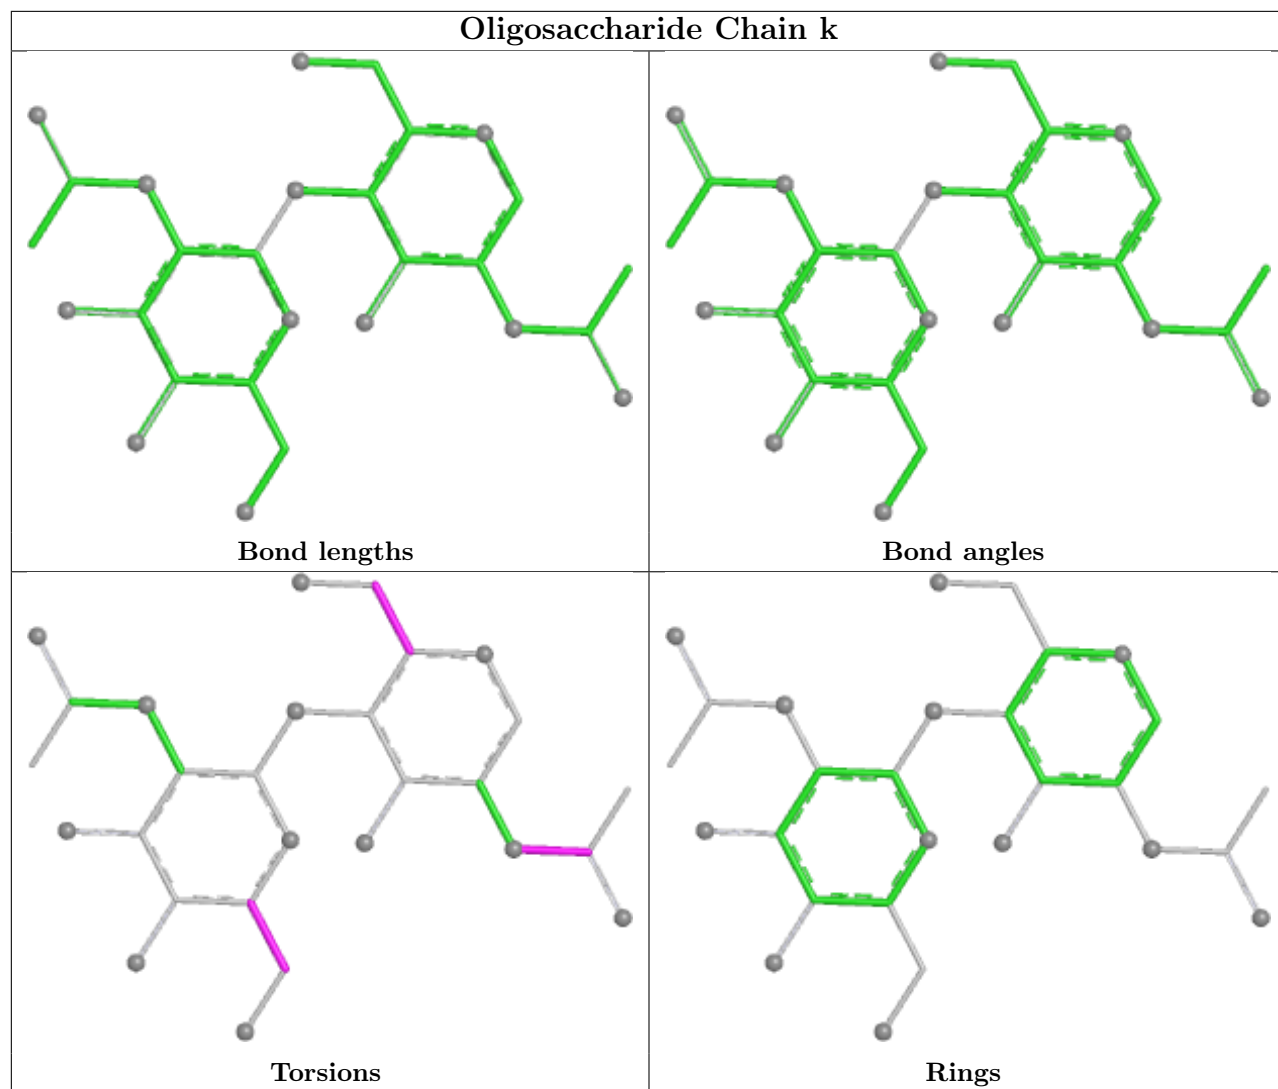 Oligosaccharide Chain k
Bond lengths
Bond angles
Torsions
Rings